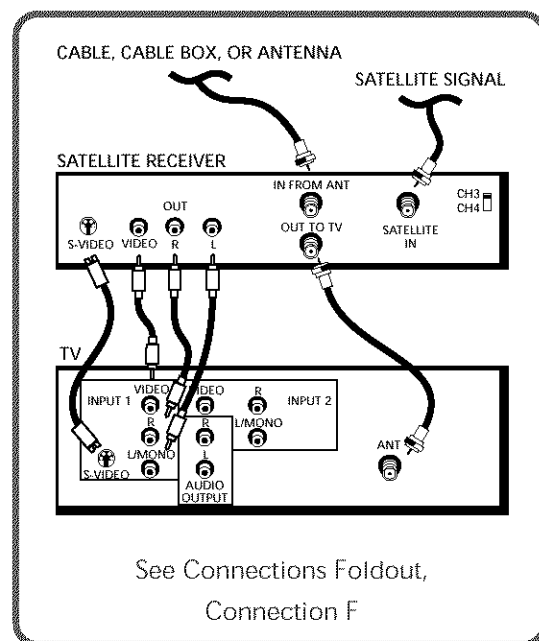 CABLE, CABLE BOX, OR ANTENNA
SATELLITE SIGNAL
SATELLITE RECEIVER
IN FROM ANT
CH3
CH4
OUT
OUT TO TV
SATELLITE
IN
S-VIDEO
VIDEO
R
L
TV
VIDEO
VIDEO
R
INPUT 1
INPUT 2
R
R
L/MONO
ANT
L/MONO
L
S-VIDEO
AUDIO
OUTPUT
See Connections Foldout,
Connection F